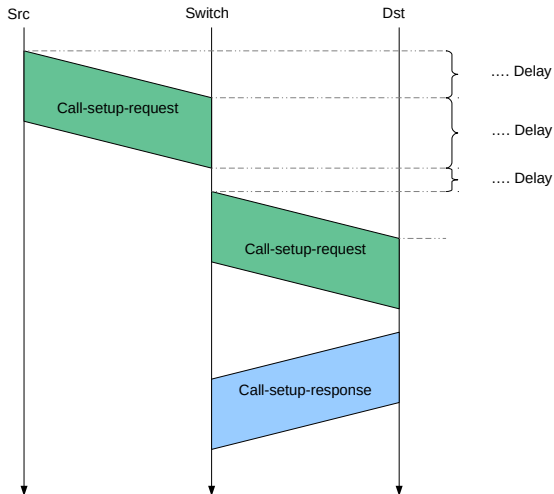 Src Switch Dst
.... Delay
Call-setup-request
.... Delay
.... Delay
Call-setup-request
Call-setup-response